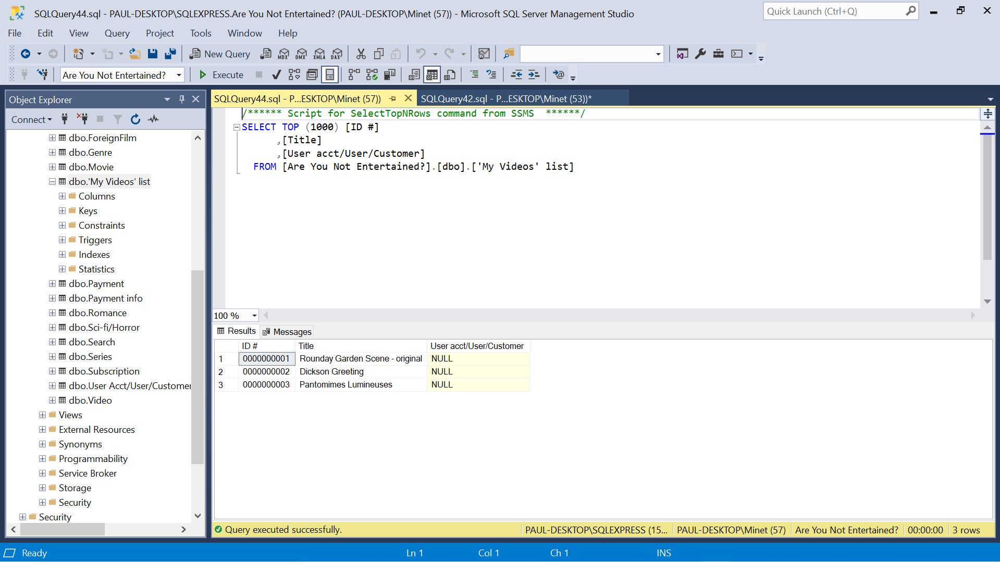 SQLQuery44.sql - PAUL-DESKTOP\SQLEXPRESS.Are You Not Entertained? (PAUL-DESKTOP\Minet (57)) - Microsoft SQL Server Management Studio
Quick Launch (Ctrl+Q)
File Edit View Query Project Tools Window Help
New Query MDX DMX XMLA DAX
Are You Not Entertained? Execute
Object Explorer
SQLQuery44.sql - P...ESKTOP\Minet (57)) SQLQuery42.sql - P...ESKTOP\Minet (53))*
Connect
dbo.ForeignFilm
dbo.Genre
dbo.Movie
dbo.'My Videos' list
Columns
Keys
Constraints
Triggers
Indexes
Statistics
dbo.Payment
dbo.Payment info
dbo.Romance
dbo.Sci-fi/Horror
dbo.Search
dbo.Series
dbo.Subscription
dbo.User Acct/User/Customer
dbo.Video
Views
External Resources
Synonyms
Programmability
Service Broker
Storage
Security
Security
/****** Script for SelectTopNRows command from SSMS  ******/
SELECT TOP (1000) [ID #]
,[Title]
,[User acct/User/Customer]
FROM [Are You Not Entertained?].[dbo].['My Videos' list]
100 %
Results Messages
ID # Title User acct/User/Customer
1 0000000001 Rounday Garden Scene - original NULL
2 0000000002 Dickson Greeting NULL
3 0000000003 Pantomimes Lumineuses NULL
Query executed successfully. PAUL-DESKTOP\SQLEXPRESS (15... PAUL-DESKTOP\Minet (57) Are You Not Entertained? 00:00:00 3 rows
Ready Ln 1 Col 1 Ch 1 INS